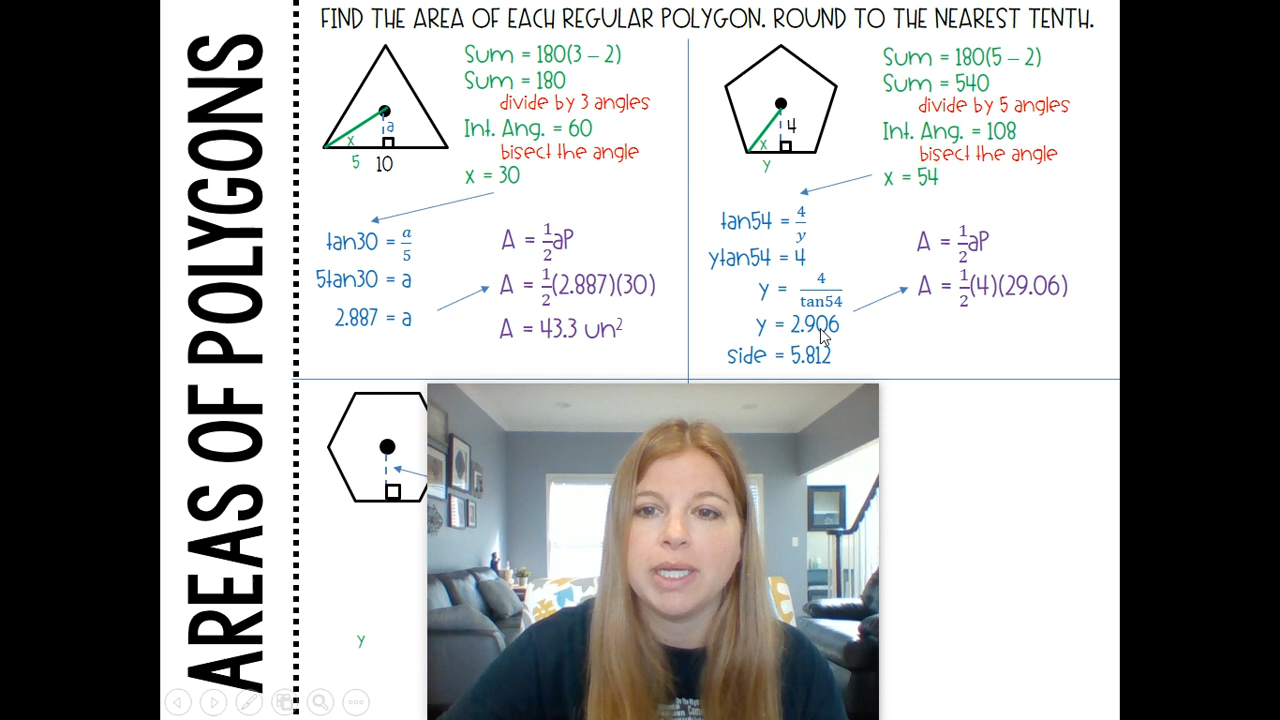 AREAS OF POLYGONS
FIND THE AREA OF EACH REGULAR POLYGON. ROUND TO THE NEAREST TENTH.
Sum = 180(3 – 2)
Sum = 180
divide by 3 angles
Int. Ang. = 60
bisect the angle
x = 30
a
x
5 10
tan30 = a/5
5tan30 = a
2.887 = a
A = 1/2aP
A = 1/2(2.887)(30)
A = 43.3 un²
Sum = 180(5 – 2)
Sum = 540
divide by 5 angles
Int. Ang. = 108
bisect the angle
x = 54
4
x
y
tan54 = 4/y
ytan54 = 4
y = 4/tan54
y = 2.906
side = 5.812
A = 1/2aP
A = 1/2(4)(29.06)
y